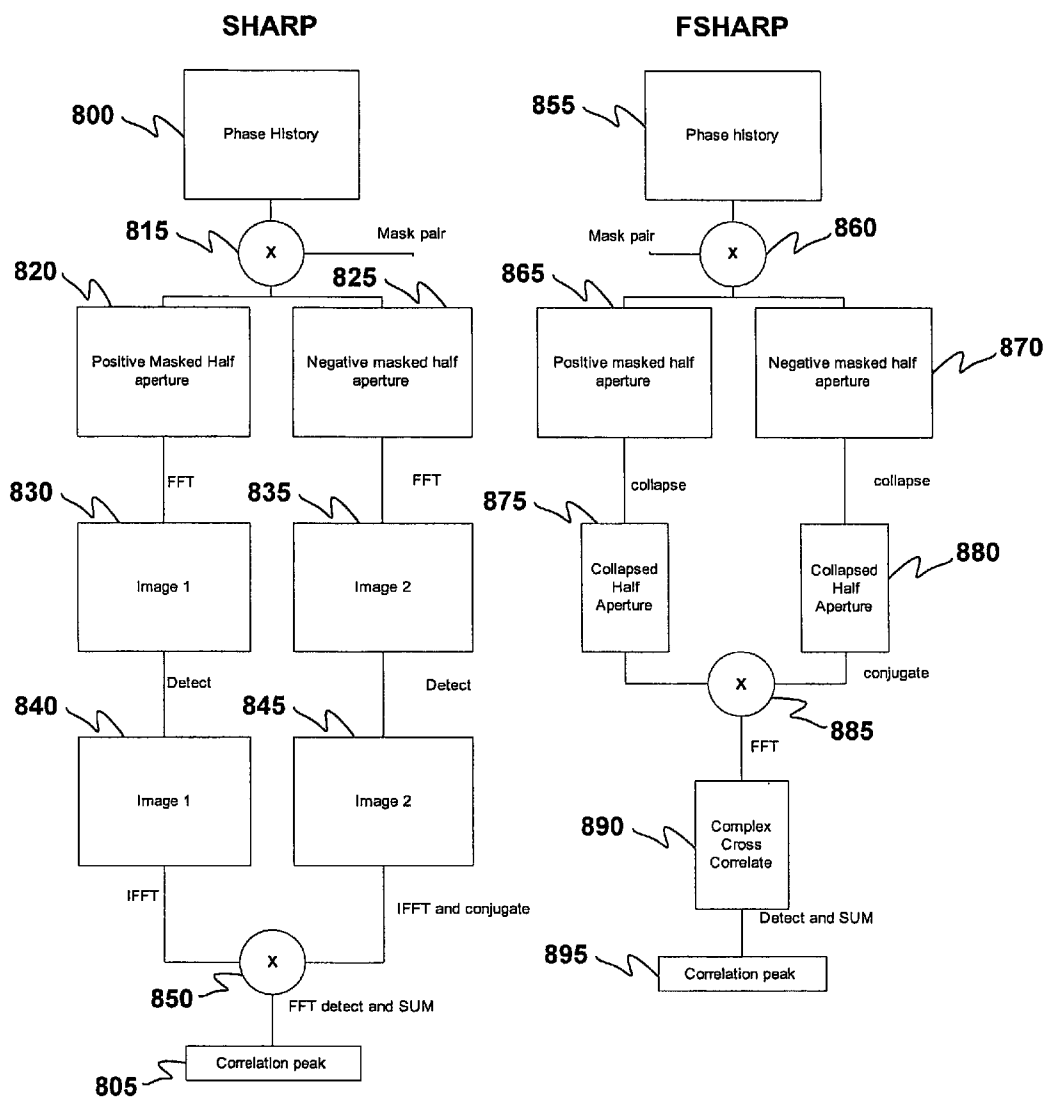 SHARP
FSHARP
800
Phase History
855
Phase history
815
X
Mask pair
Mask pair
X
860
820
825
865
Positive Masked Half
aperture
Negative masked half
aperture
Positive masked half
aperture
Negative masked half
aperture
870
FFT
FFT
collapse
collapse
830
835
875
Image 1
Image 2
Collapsed
Half
Aperture
Collapsed
Half
Aperture
880
Detect
Detect
conjugate
X
885
840
845
FFT
Image 1
Image 2
890
Complex
Cross
Correlate
IFFT
IFFT and conjugate
Detect and SUM
X
850
895
Correlation peak
FFT detect and SUM
Correlation peak
805